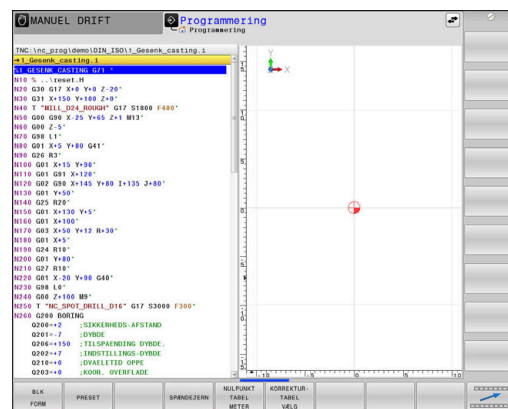 MANUEL DRIFT
Programmering
Programmering
TNC:\nc_prog\demo\DIN_ISO\1_Gesenk_casting.i
→1_Gesenk_casting.i
%1_GESENK_CASTING G71 *
N10 % ..\reset.H
N20 G30 G17 X+0 Y+0 Z-20*
N30 G31 X+150 Y+100 Z+0*
N40 T "MILL_D24_ROUGH" G17 S1800 F400*
N50 G00 G90 X-25 Y+65 Z+1 M13*
N60 G00 Z-5*
N70 G98 L1*
N80 G01 X+5 Y+80 G41*
N90 G26 R3*
N100 G01 X+15 Y+90*
N110 G01 G91 X+120*
N120 G02 G90 X+145 Y+80 I+135 J+80*
N130 G01 Y+50*
N140 G25 R20*
N150 G01 X+130 Y+5*
N160 G01 X+100*
N170 G03 X+50 Y+12 R+30*
N180 G01 X+5*
N190 G24 R10*
N200 G01 Y+80*
N210 G27 R10*
N220 G01 X-20 Y+90 G40*
N230 G98 L0*
N240 G00 Z+100 M9*
N250 T "NC_SPOT_DRILL_D16" G17 S3000 F300*
N260 G200 BORING
Q200=+2 ;SIKKERHEDS-AFSTAND
Q201=-7 ;DYBDE
Q206=+150 ;TILSPAENDING DYBDE.
Q202=+7 ;INDSTILLINGS-DYBDE
Q210=+0 ;DVAELETID OPPE
Q203=+0 ;KOOR. OVERFLADE
Y
X
BLK
FORM
PRESET
SPÆNDEJERN
NULPUNKT
TABEL
METER
KORREKTUR-
TABEL
VÆLG